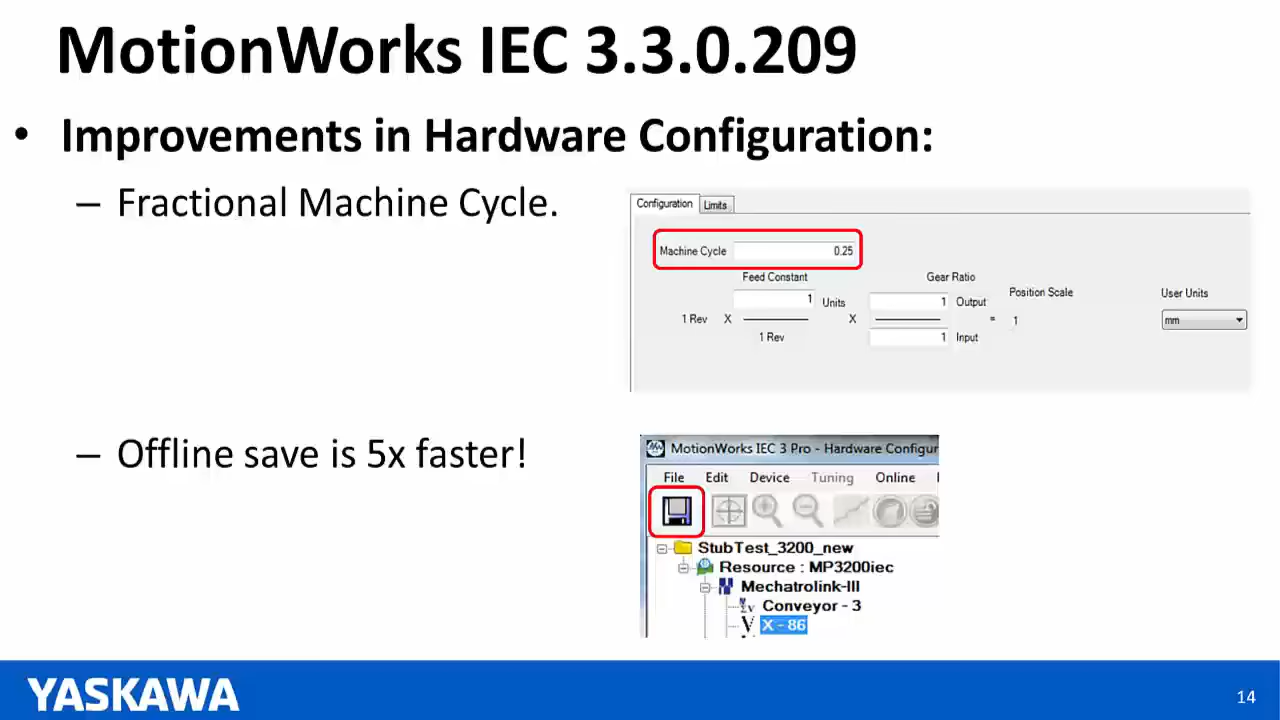 MotionWorks IEC 3.3.0.209
• Improvements in Hardware Configuration:
– Fractional Machine Cycle.
Configuration Limits
Machine Cycle 0.25
Feed Constant Gear Ratio
1 Units 1 Output Position Scale User Units
1 Rev X X = 1 mm
1 Rev 1 Input
– Offline save is 5x faster!
MotionWorks IEC 3 Pro - Hardware Configur
File Edit Device Tuning Online
StubTest_3200_new
Resource : MP3200iec
Mechatrolink-III
Conveyor - 3
X - 86
YASKAWA
14